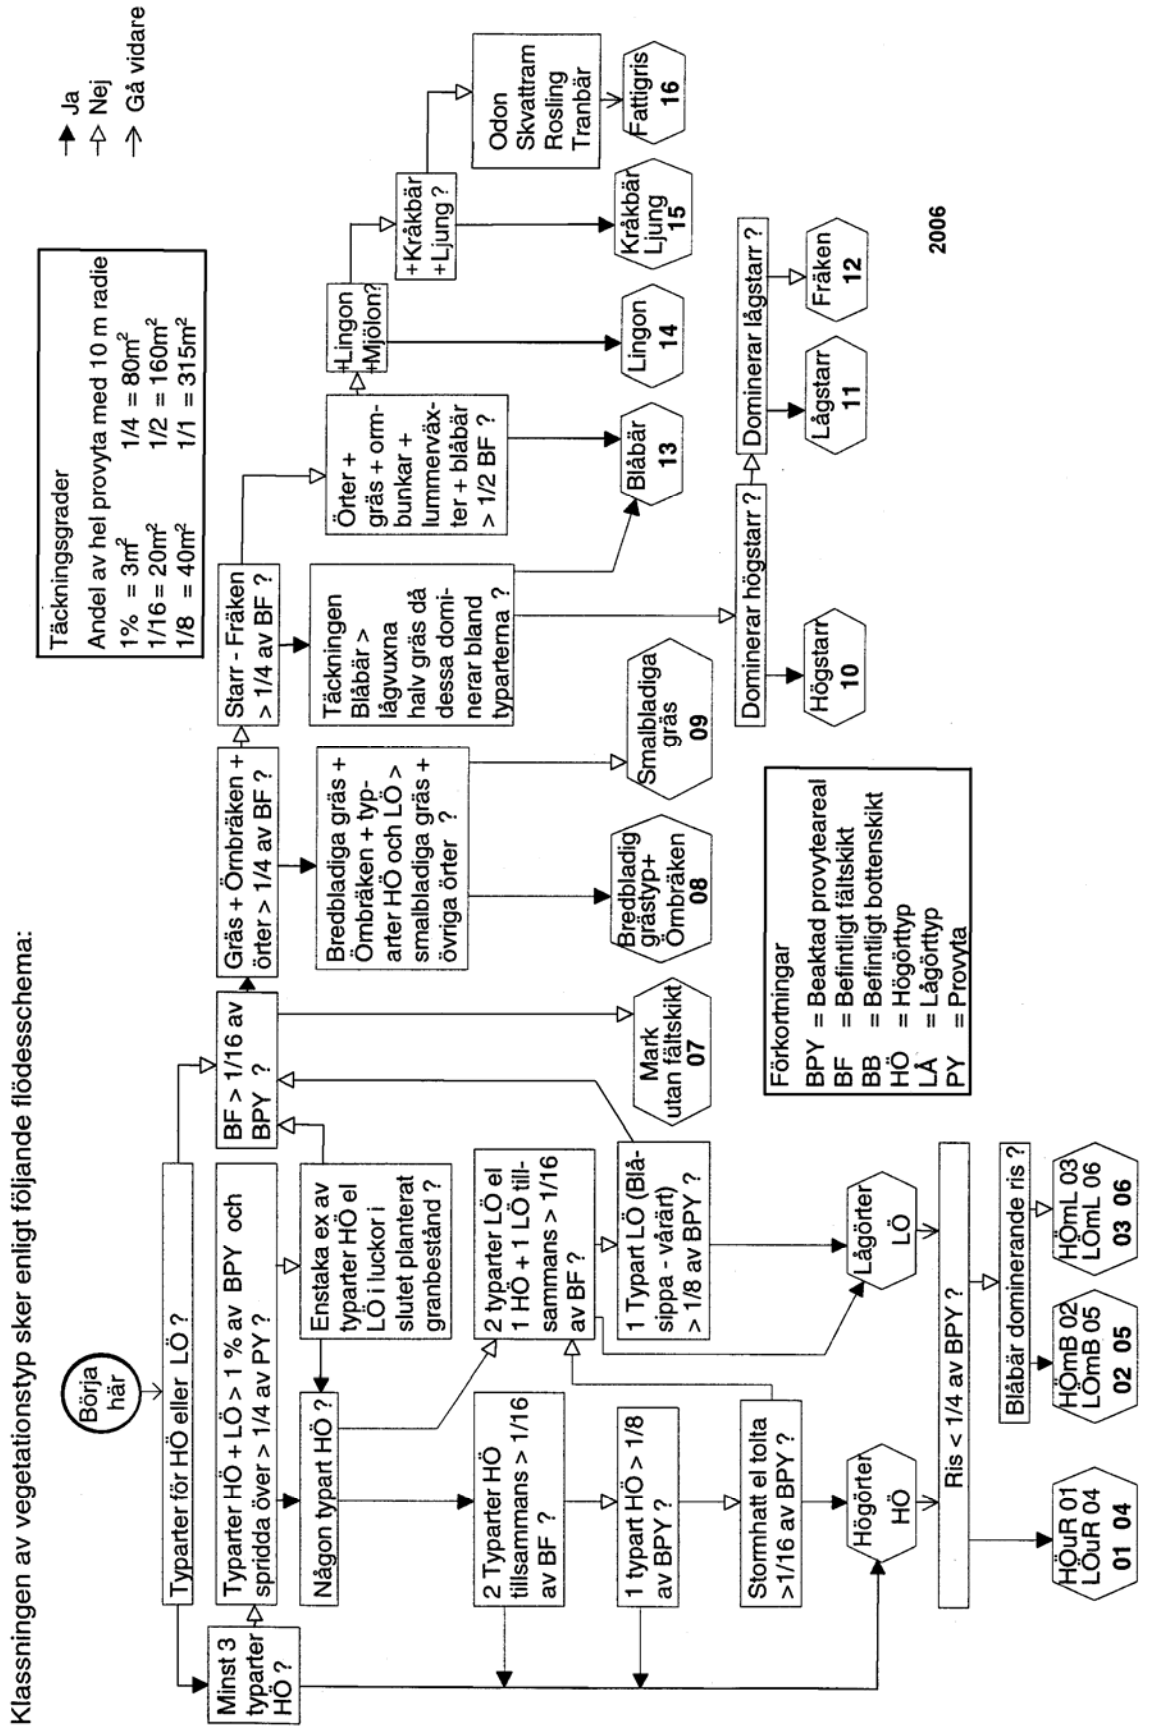 Klassningen av vegetationstyp sker enligt följande flödesschema:
Börja
här
Ja
Nej
Gå vidare
Täckningsgrader
Andel av hel provyta med 10 m radie
1% = 3m² 1/4 = 80m²
1/16 = 20m² 1/2 = 160m²
1/8 = 40m² 1/1 = 315m²
Typarter för HÖ eller LÖ ?
Minst 3
typarter
HÖ ?
Typarter HÖ + LÖ > 1 % av BPY och
spridda över > 1/4 av PY ?
BF > 1/16 av
BPY ?
Gräs + Örnbräken +
örter > 1/4 av BF ?
Starr - Fräken
> 1/4 av BF ?
Någon typart HÖ ?
Enstaka ex av
typarter HÖ el
LÖ i luckor i
slutet planterat
granbestånd ?
Bredbladiga gräs +
Örnbräken + typ-
arter HÖ och LÖ >
smalbladiga gräs +
övriga örter ?
Täckningen
Blåbär >
lågvuxna
halv gräs då
dessa domi-
nerar bland
typarterna ?
Örter +
gräs + orm-
bunkar +
lummerväx-
ter + blåbär
> 1/2 BF ?
+Lingon
+Mjölon?
+Kråkbär
+Ljung ?
Odon
Skvattram
Rosling
Tranbär
2 Typarter HÖ
tillsammans > 1/16
av BF ?
2 typarter LÖ el
1 HÖ + 1 LÖ till-
sammans > 1/16
av BF ?
1 typart HÖ > 1/8
av BPY ?
1 Typart LÖ (Blå-
sippa - vårärt)
> 1/8 av BPY ?
Mark
utan fältskikt
07
Bredbladig
grästyp+
Örnbräken
08
Smalbladiga
gräs
09
Blåbär
13
Lingon
14
Kråkbär
Ljung
15
Fattigris
16
Stormhatt el tolta
>1/16 av BPY ?
Dominerar högstarr ?
Dominerar lågstarr ?
Högstarr
10
Lågstarr
11
Fräken
12
Högörter
HÖ
Lågörter
LÖ
Förkortningar
BPY = Beaktad provyteareal
BF = Befintligt fältskikt
BB = Befintligt bottenskikt
HÖ = Högörttyp
LÅ = Lågörttyp
PY = Provyta
Ris < 1/4 av BPY ?
Blåbär dominerande ris ?
HÖuR 01
LÖuR 04
01 04
HÖmB 02
LÖmB 05
02 05
HÖmL 03
LÖmL 06
03 06
2006